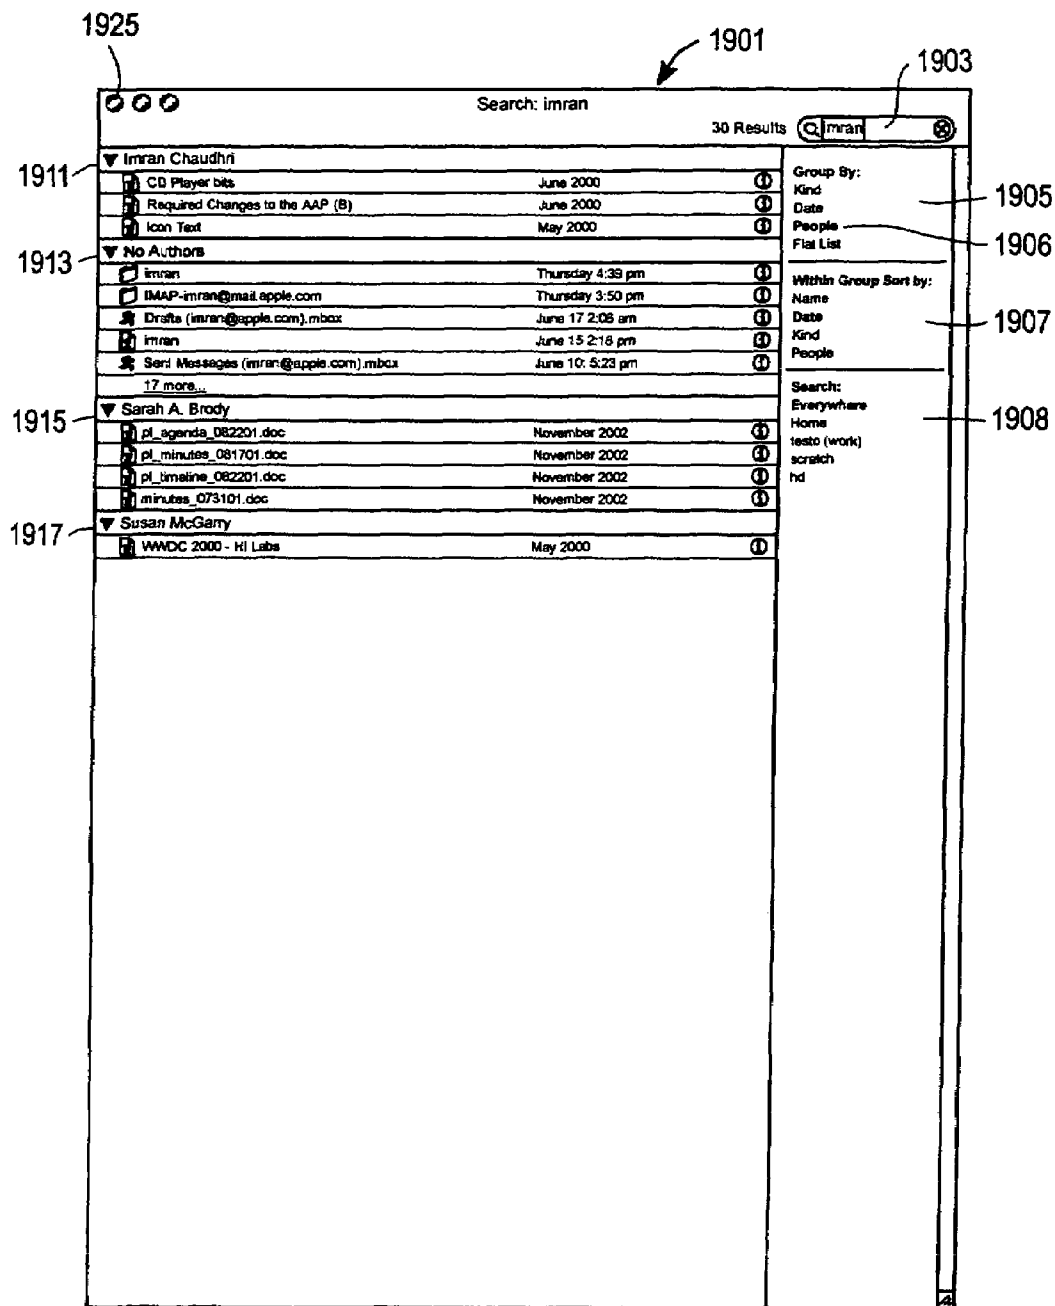 1925
1901
1903
Search: imran
30 Results imran
1911 Imran Chaudhri
CD Player bits June 2000
Required Changes to the AAP (B) June 2000
Icon Text May 2000
1913 No Authors
imran Thursday 4:39 pm
IMAP-imran@mail.apple.com Thursday 3:50 pm
Drafts (imran@apple.com).mbox June 17 2:08 am
imran June 15 2:18 pm
Sent Messages (imran@apple.com).mbox June 10: 5:23 pm
17 more...
1915 Sarah A. Brody
pl_agenda_082201.doc November 2002
pl_minutes_081701.doc November 2002
pl_timeline_082201.doc November 2002
minutes_073101.doc November 2002
1917 Susan McGarry
WWDC 2000 - HI Labs May 2000
Group By:
Kind
Date
People
Flat List
1905
1906
Within Group Sort by:
Name
Date
Kind
People
1907
Search:
Everywhere
Home
testo (work)
scratch
hd
1908